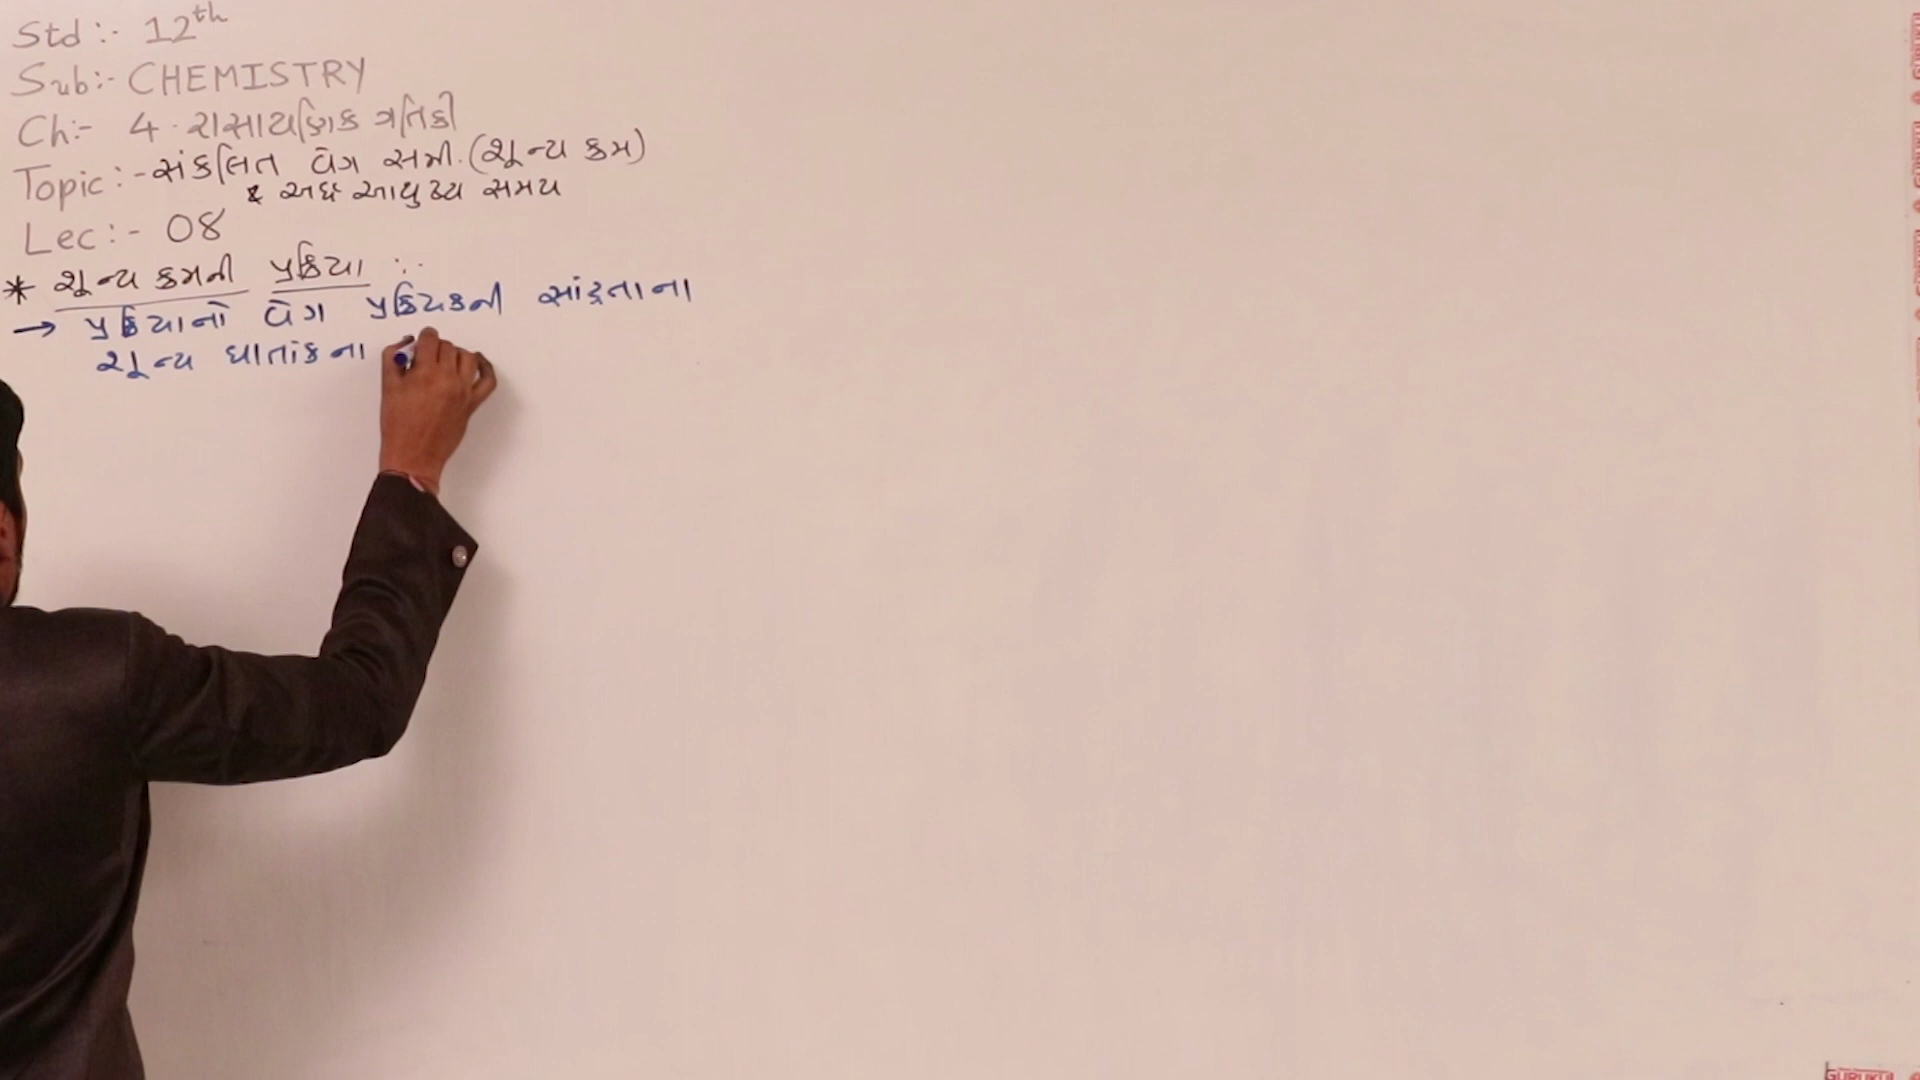 Std :- 12th
Sub:- CHEMISTRY
Ch:- 4. રાસાયણિક ગતિકી
Topic :- સંકલિત વેગ સમી. (શૂન્ય ક્રમ)
& અર્ધ આયુષ્ય સમય
Lec :- 08
* શૂન્ય ક્રમની પ્રક્રિયા :-
→ પ્રક્રિયાનો વેગ પ્રક્રિયકની સાંદ્રતાના
શૂન્ય ઘાતાંકના
GURUKUL